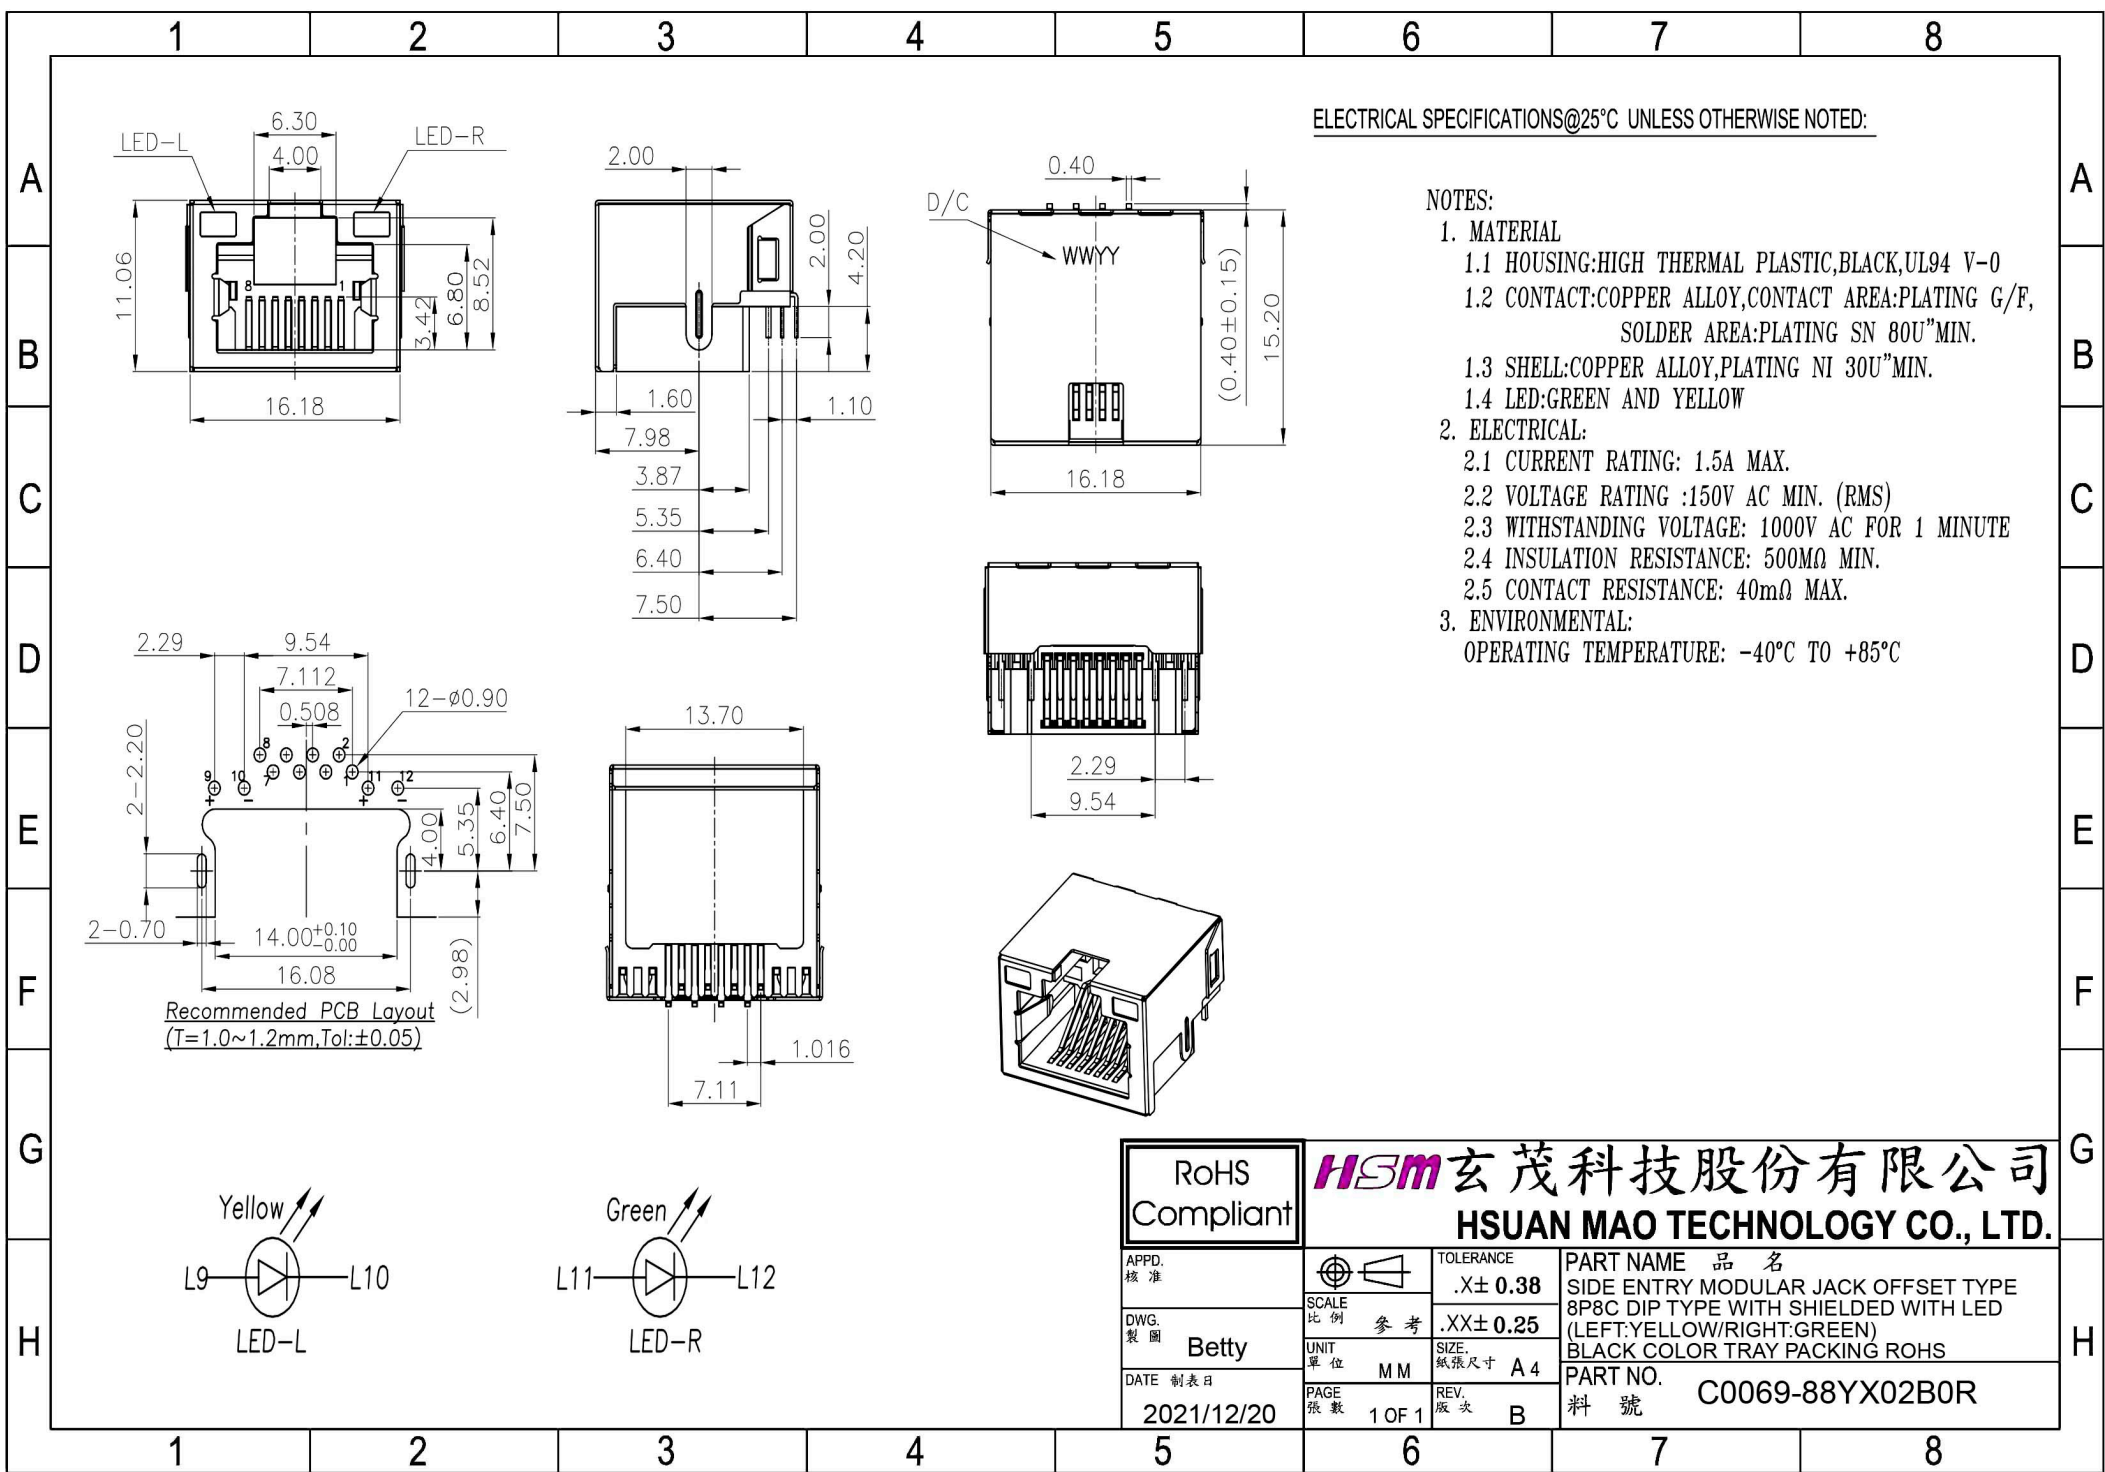 1 2 3 4 5 6 7 8
A
B
C
D
E
F
G
H
A
B
C
D
E
F
G
H
LED-L
6.30
4.00
LED-R
11.06
8 1
3.42
6.80
8.52
16.18
2.00
2.00
4.20
1.60
1.10
7.98
3.87
5.35
6.40
7.50
0.40
D/C
WWYY
(0.40±0.15)
15.20
16.18
2.29
9.54
2.29 9.54
7.112
0.508
12-ø0.90
2-2.20
8 2
9 10 7 1 11 12
+ - + -
4.00
5.35
6.40
7.50
2-0.70
14.00+0.10 -0.00
16.08
(2.98)
Recommended PCB Layout
(T=1.0~1.2mm,Tol:±0.05)
13.70
1.016
7.11
ELECTRICAL SPECIFICATIONS@25°C UNLESS OTHERWISE NOTED:
NOTES:
1. MATERIAL
1.1 HOUSING:HIGH THERMAL PLASTIC,BLACK,UL94 V-0
1.2 CONTACT:COPPER ALLOY,CONTACT AREA:PLATING G/F,
SOLDER AREA:PLATING SN 80U"MIN.
1.3 SHELL:COPPER ALLOY,PLATING NI 30U"MIN.
1.4 LED:GREEN AND YELLOW
2. ELECTRICAL:
2.1 CURRENT RATING: 1.5A MAX.
2.2 VOLTAGE RATING :150V AC MIN. (RMS)
2.3 WITHSTANDING VOLTAGE: 1000V AC FOR 1 MINUTE
2.4 INSULATION RESISTANCE: 500MΩ MIN.
2.5 CONTACT RESISTANCE: 40mΩ MAX.
3. ENVIRONMENTAL:
OPERATING TEMPERATURE: -40°C TO +85°C
Yellow
L9 L10
LED-L
Green
L11 L12
LED-R
RoHS
Compliant
HSM 玄茂科技股份有限公司
HSUAN MAO TECHNOLOGY CO., LTD.
APPD.
核准
DWG.
製圖 Betty
DATE 制表日
2021/12/20
SCALE
比例 參考
UNIT
單位 MM
PAGE
張數 1 OF 1
TOLERANCE
.X± 0.38
.XX± 0.25
SIZE.
紙張尺寸 A4
REV.
版次 B
PART NAME 品名
SIDE ENTRY MODULAR JACK OFFSET TYPE
8P8C DIP TYPE WITH SHIELDED WITH LED
(LEFT:YELLOW/RIGHT:GREEN)
BLACK COLOR TRAY PACKING ROHS
PART NO.
料號 C0069-88YX02B0R
1 2 3 4 5 6 7 8